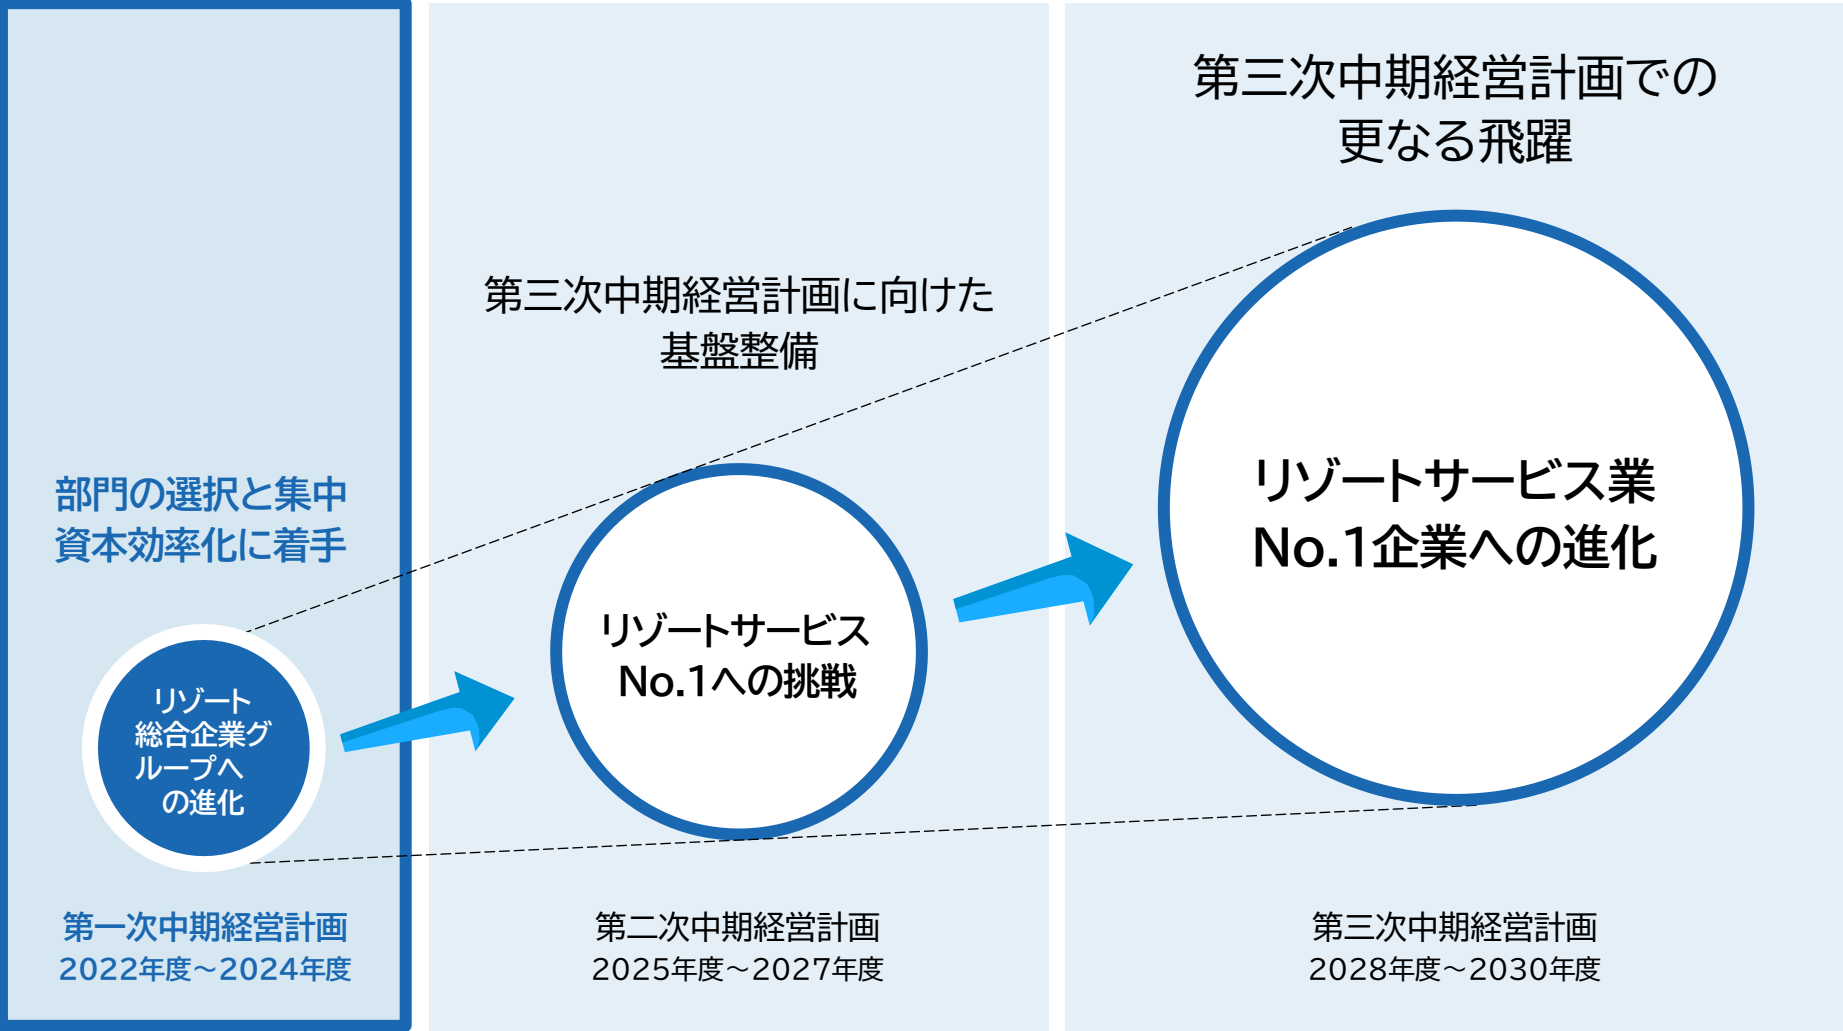 部門の選択と集中
資本効率化に着手
リゾート
総合企業グ
ループへ
の進化
第一次中期経営計画
2022年度～2024年度
第三次中期経営計画に向けた
基盤整備
リゾートサービス
No.1への挑戦
第二次中期経営計画
2025年度～2027年度
第三次中期経営計画での
更なる飛躍
リゾートサービス業
No.1企業への進化
第三次中期経営計画
2028年度～2030年度